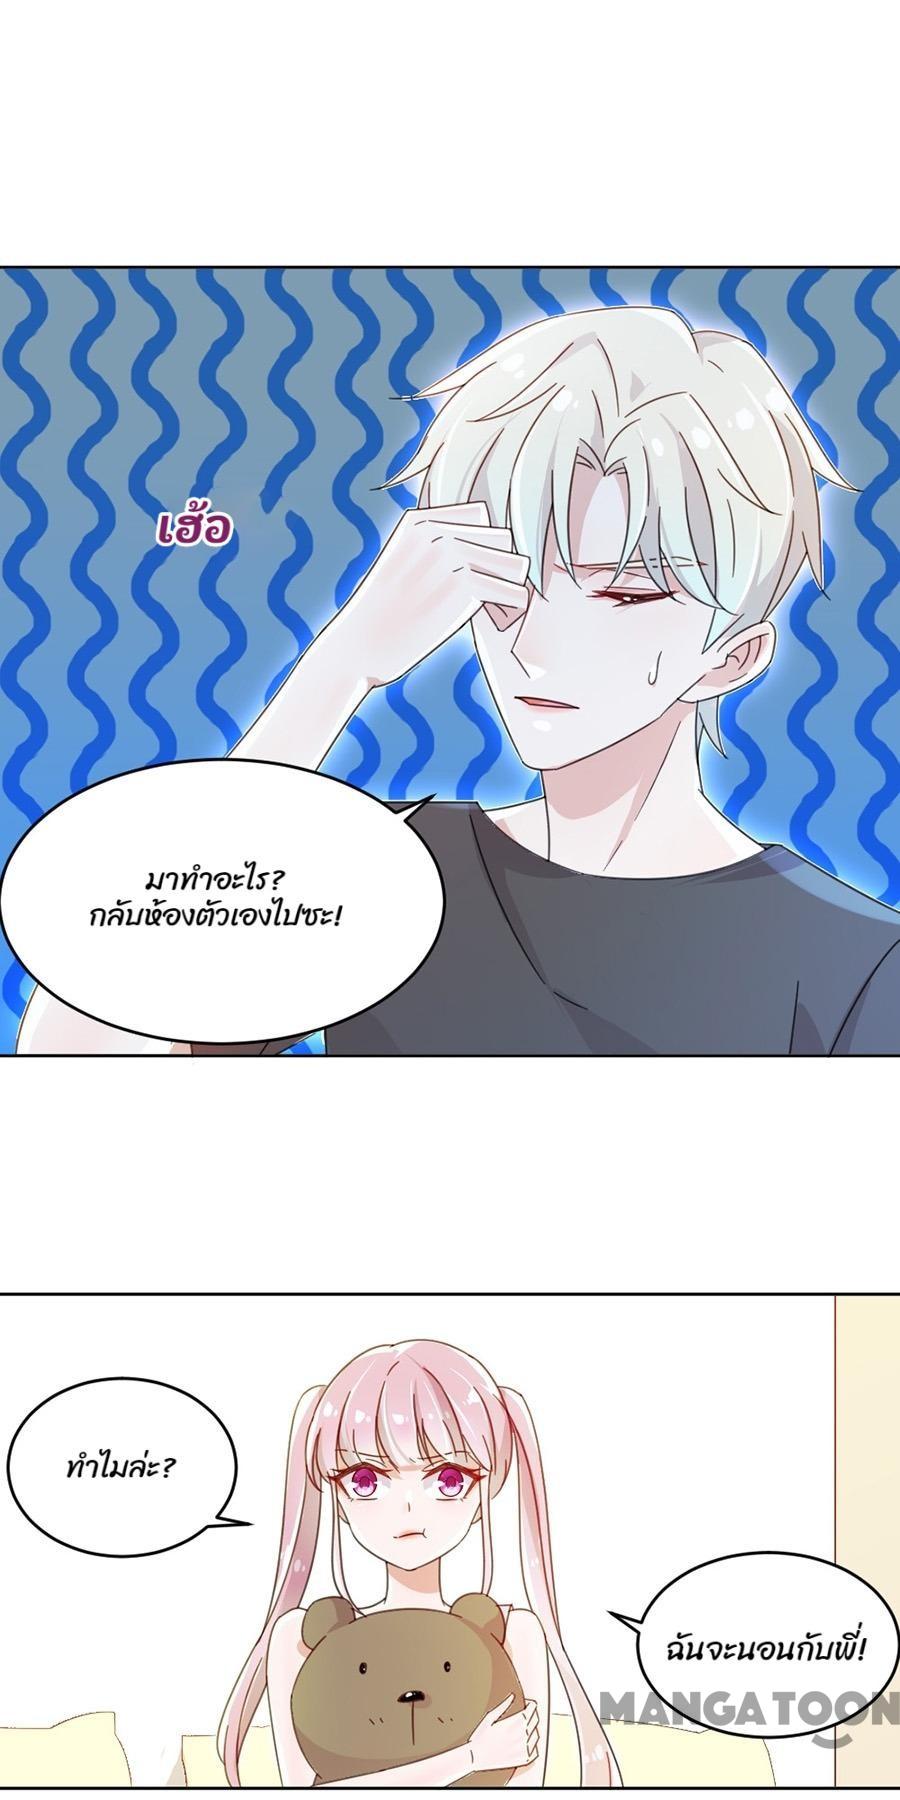 เฮ้อ
มาทำอะไร?
กลับห้องตัวเองไปซะ!
ทำไมล่ะ?
ฉันจะนอนกับพี่!
MANGATOON